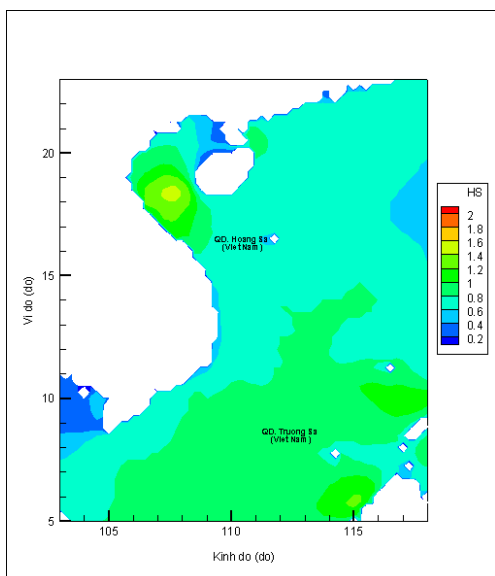 HS
2
1.8
1.6
1.4
1.2
1
0.8
0.6
0.4
0.2
Vi do (do)
20
15
10
5
QD. Hoang Sa
(Viet Nam)
QD. Truong Sa
(Viet Nam)
105
110
115
Kinh do (do)